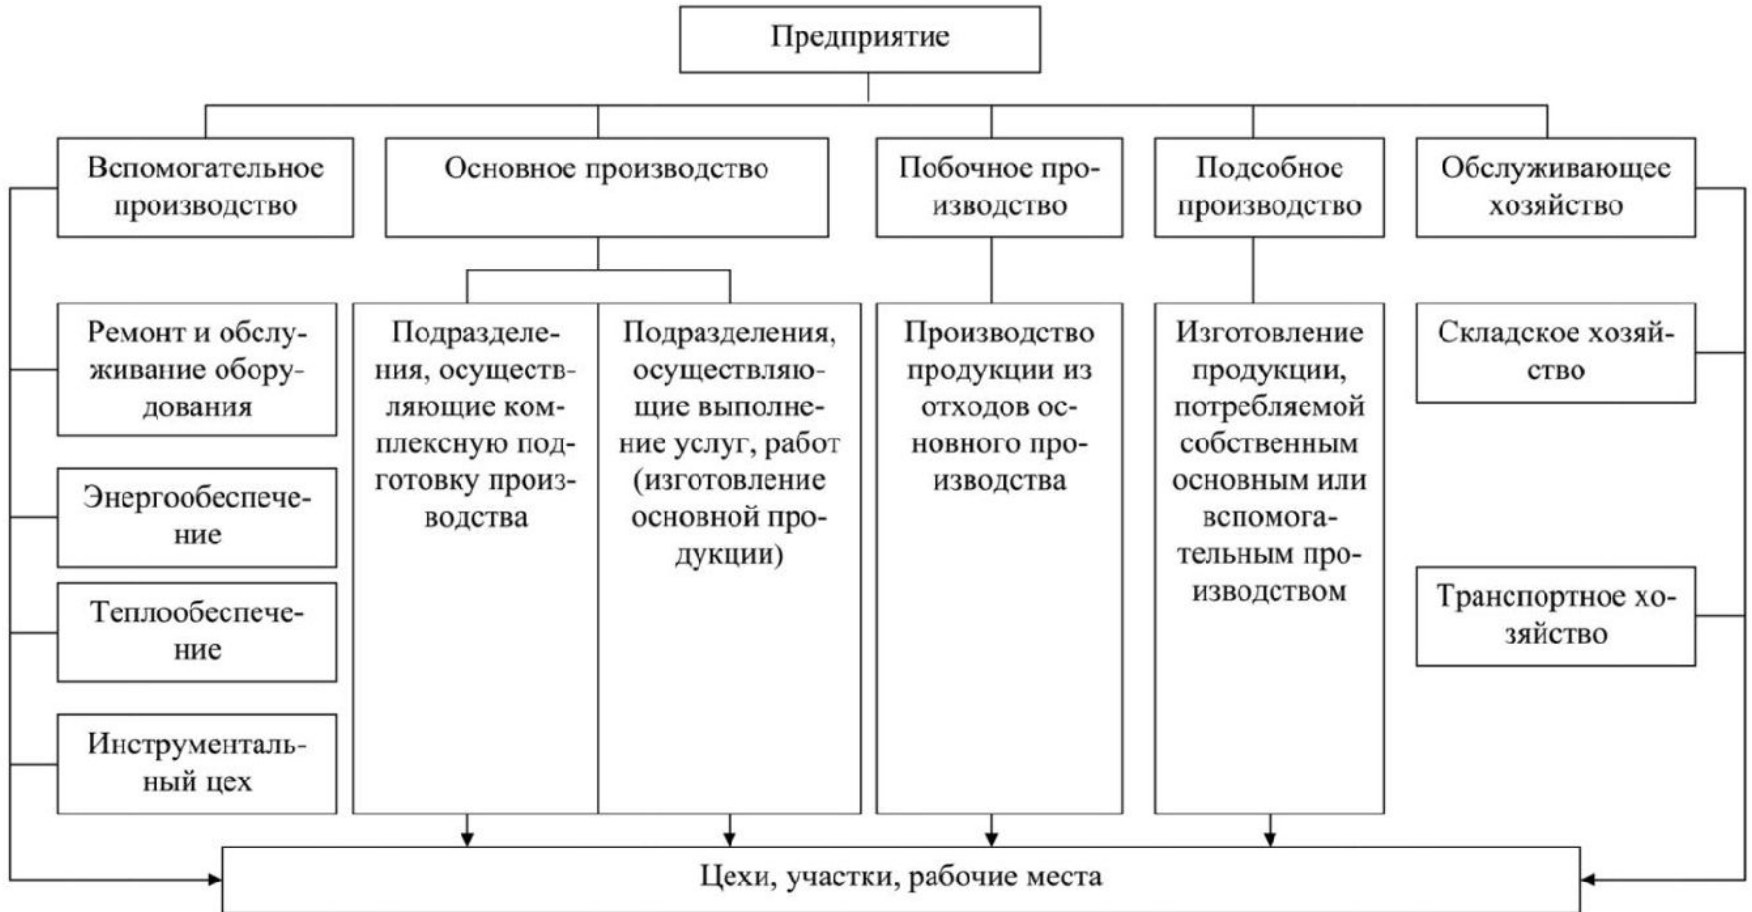 Предприятие
Вспомогательное
производство
Основное производство
Побочное про-
изводство
Подсобное
производство
Обслуживающее
хозяйство
Ремонт и обслу-
живание обору-
дования
Энергообеспече-
ние
Теплообеспече-
ние
Инструменталь-
ный цех
Подразделе-
ния, осуществ-
ляющие ком-
плексную под-
готовку произ-
водства
Подразделения,
осуществляю-
щие выполне-
ние услуг, работ
(изготовление
основной про-
дукции)
Производство
продукции из
отходов ос-
новного про-
изводства
Изготовление
продукции,
потребляемой
собственным
основным или
вспомога-
тельным про-
изводством
Складское хозяй-
ство
Транспортное хо-
зяйство
Цехи, участки, рабочие места